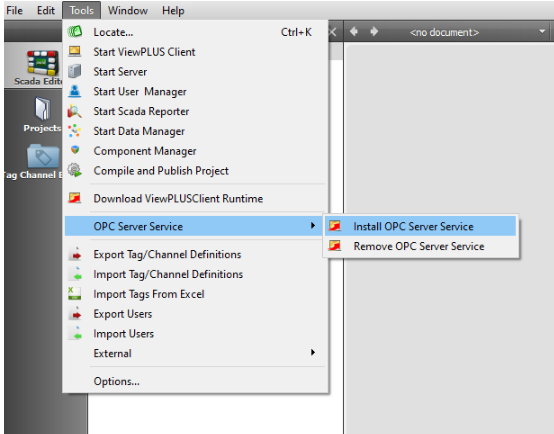 File Edit Tools Window Help
Locate... Ctrl+K
<no document>
Start ViewPLUS Client
Start Server
Scada Edit
Start User Manager
Start Scada Reporter
Projects
Start Data Manager
Component Manager
ag Channel E
Compile and Publish Project
Download ViewPLUSClient Runtime
OPC Server Service
Install OPC Server Service
Remove OPC Server Service
Export Tag/Channel Definitions
Import Tag/Channel Definitions
Import Tags From Excel
Export Users
Import Users
External
Options...